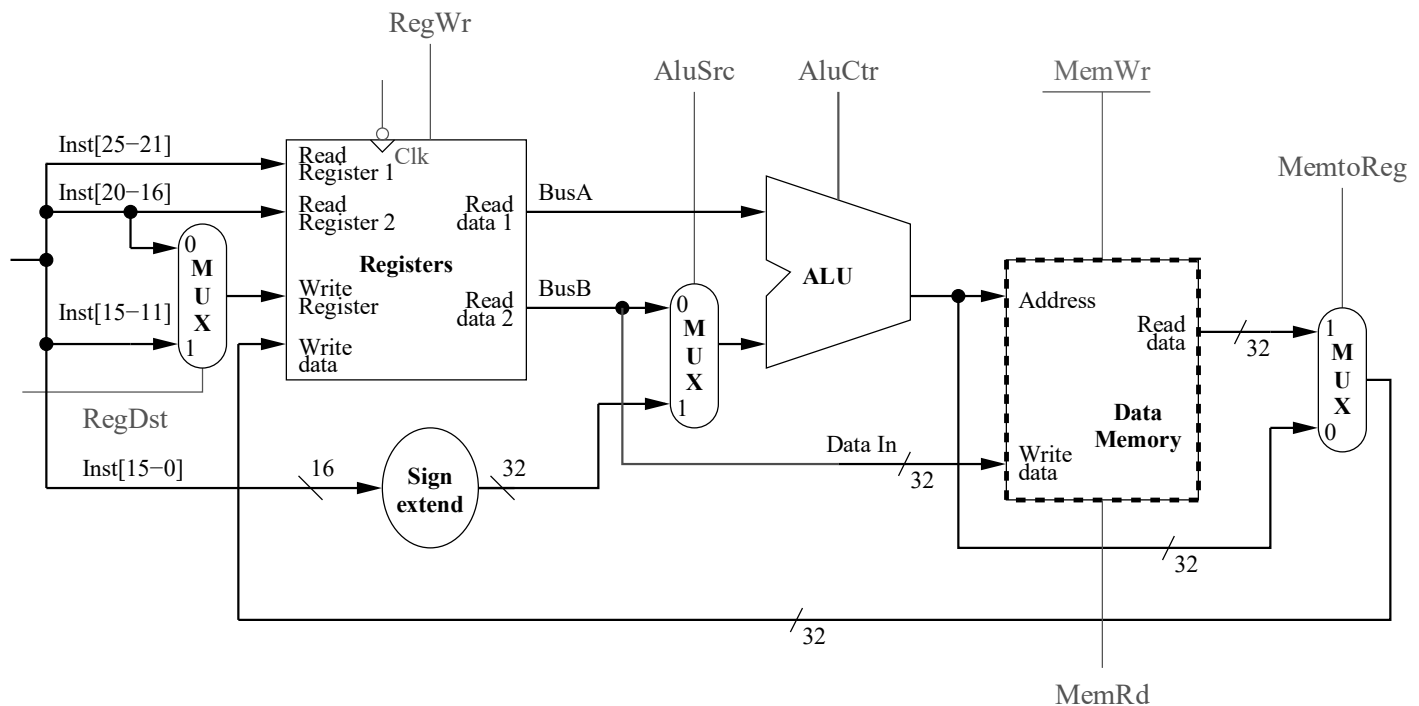 RegWr
AluSrc
AluCtr
MemWr
MemtoReg
Inst[25−21]
Inst[20−16]
Inst[15−11]
Inst[15−0]
RegDst
0
M
U
X
1
Clk
Read
Register 1
Read
Register 2
Registers
Write
Register
Write
data
Read
data 1
Read
data 2
BusA
BusB
16
Sign
extend
32
0
M
U
X
1
ALU
Data In
32
Address
Read
data
Data
Memory
Write
data
32
1
M
U
X
0
32
32
MemRd